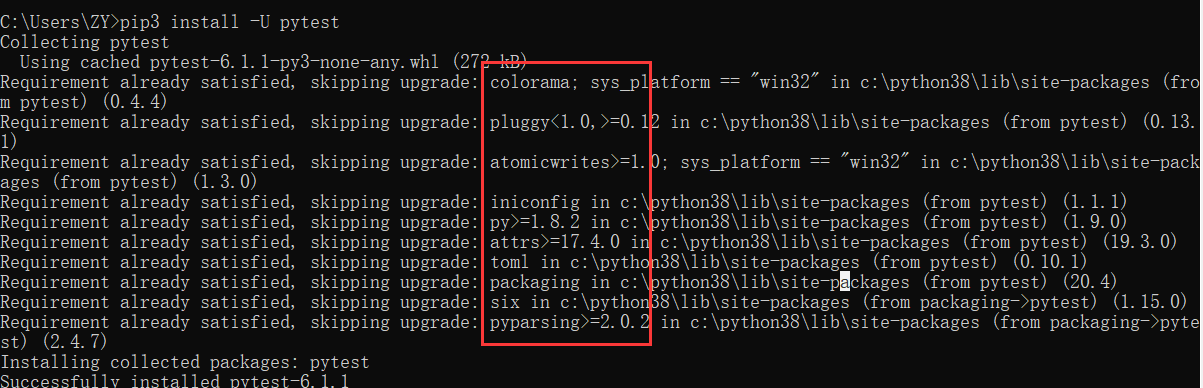 C:\Users\ZY>pip3 install -U pytest
Collecting pytest
  Using cached pytest-6.1.1-py3-none-any.whl (272 kB)
Requirement already satisfied, skipping upgrade: colorama; sys_platform == "win32" in c:\python38\lib\site-packages (fro
m pytest) (0.4.4)
Requirement already satisfied, skipping upgrade: pluggy<1.0,>=0.12 in c:\python38\lib\site-packages (from pytest) (0.13.
1)
Requirement already satisfied, skipping upgrade: atomicwrites>=1.0; sys_platform == "win32" in c:\python38\lib\site-pack
ages (from pytest) (1.3.0)
Requirement already satisfied, skipping upgrade: iniconfig in c:\python38\lib\site-packages (from pytest) (1.1.1)
Requirement already satisfied, skipping upgrade: py>=1.8.2 in c:\python38\lib\site-packages (from pytest) (1.9.0)
Requirement already satisfied, skipping upgrade: attrs>=17.4.0 in c:\python38\lib\site-packages (from pytest) (19.3.0)
Requirement already satisfied, skipping upgrade: toml in c:\python38\lib\site-packages (from pytest) (0.10.1)
Requirement already satisfied, skipping upgrade: packaging in c:\python38\lib\site-packages (from pytest) (20.4)
Requirement already satisfied, skipping upgrade: six in c:\python38\lib\site-packages (from packaging->pytest) (1.15.0)
Requirement already satisfied, skipping upgrade: pyparsing>=2.0.2 in c:\python38\lib\site-packages (from packaging->pyte
st) (2.4.7)
Installing collected packages: pytest
Successfully installed pytest-6.1.1